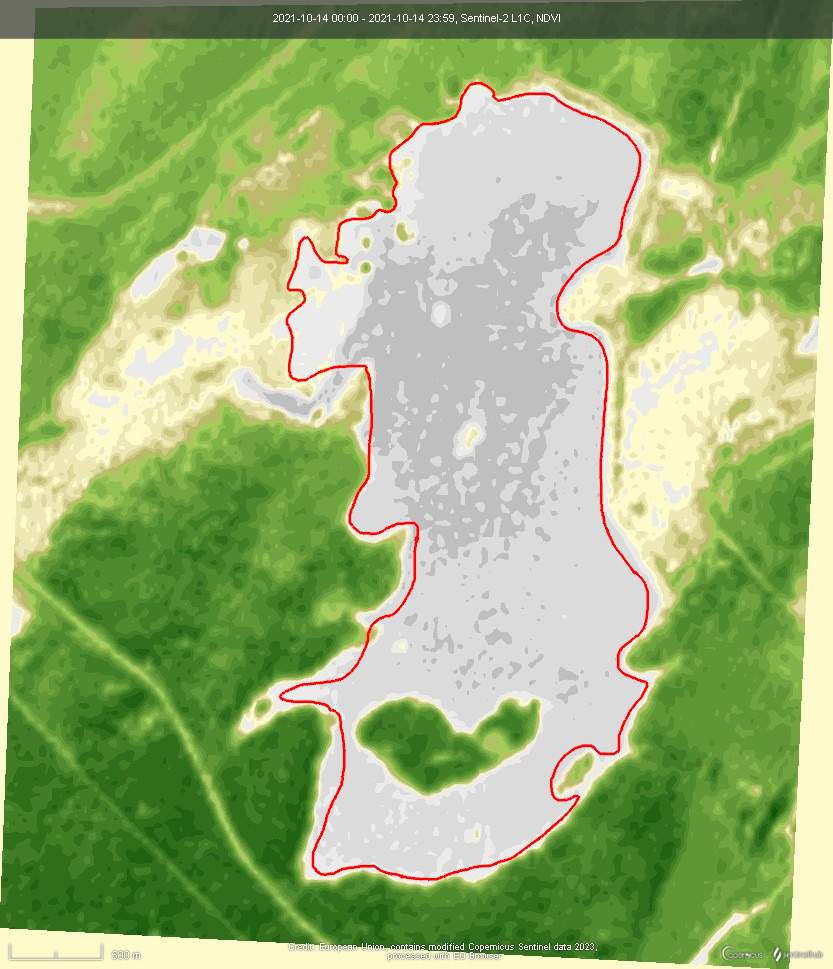 2021-10-14 00:00 - 2021-10-14 23:59, Sentinel-2 L1C, NDVI
500 m
Credit: European Union, contains modified Copernicus Sentinel data 2023,
processed with EO Browser
opernicus
sentinelhub